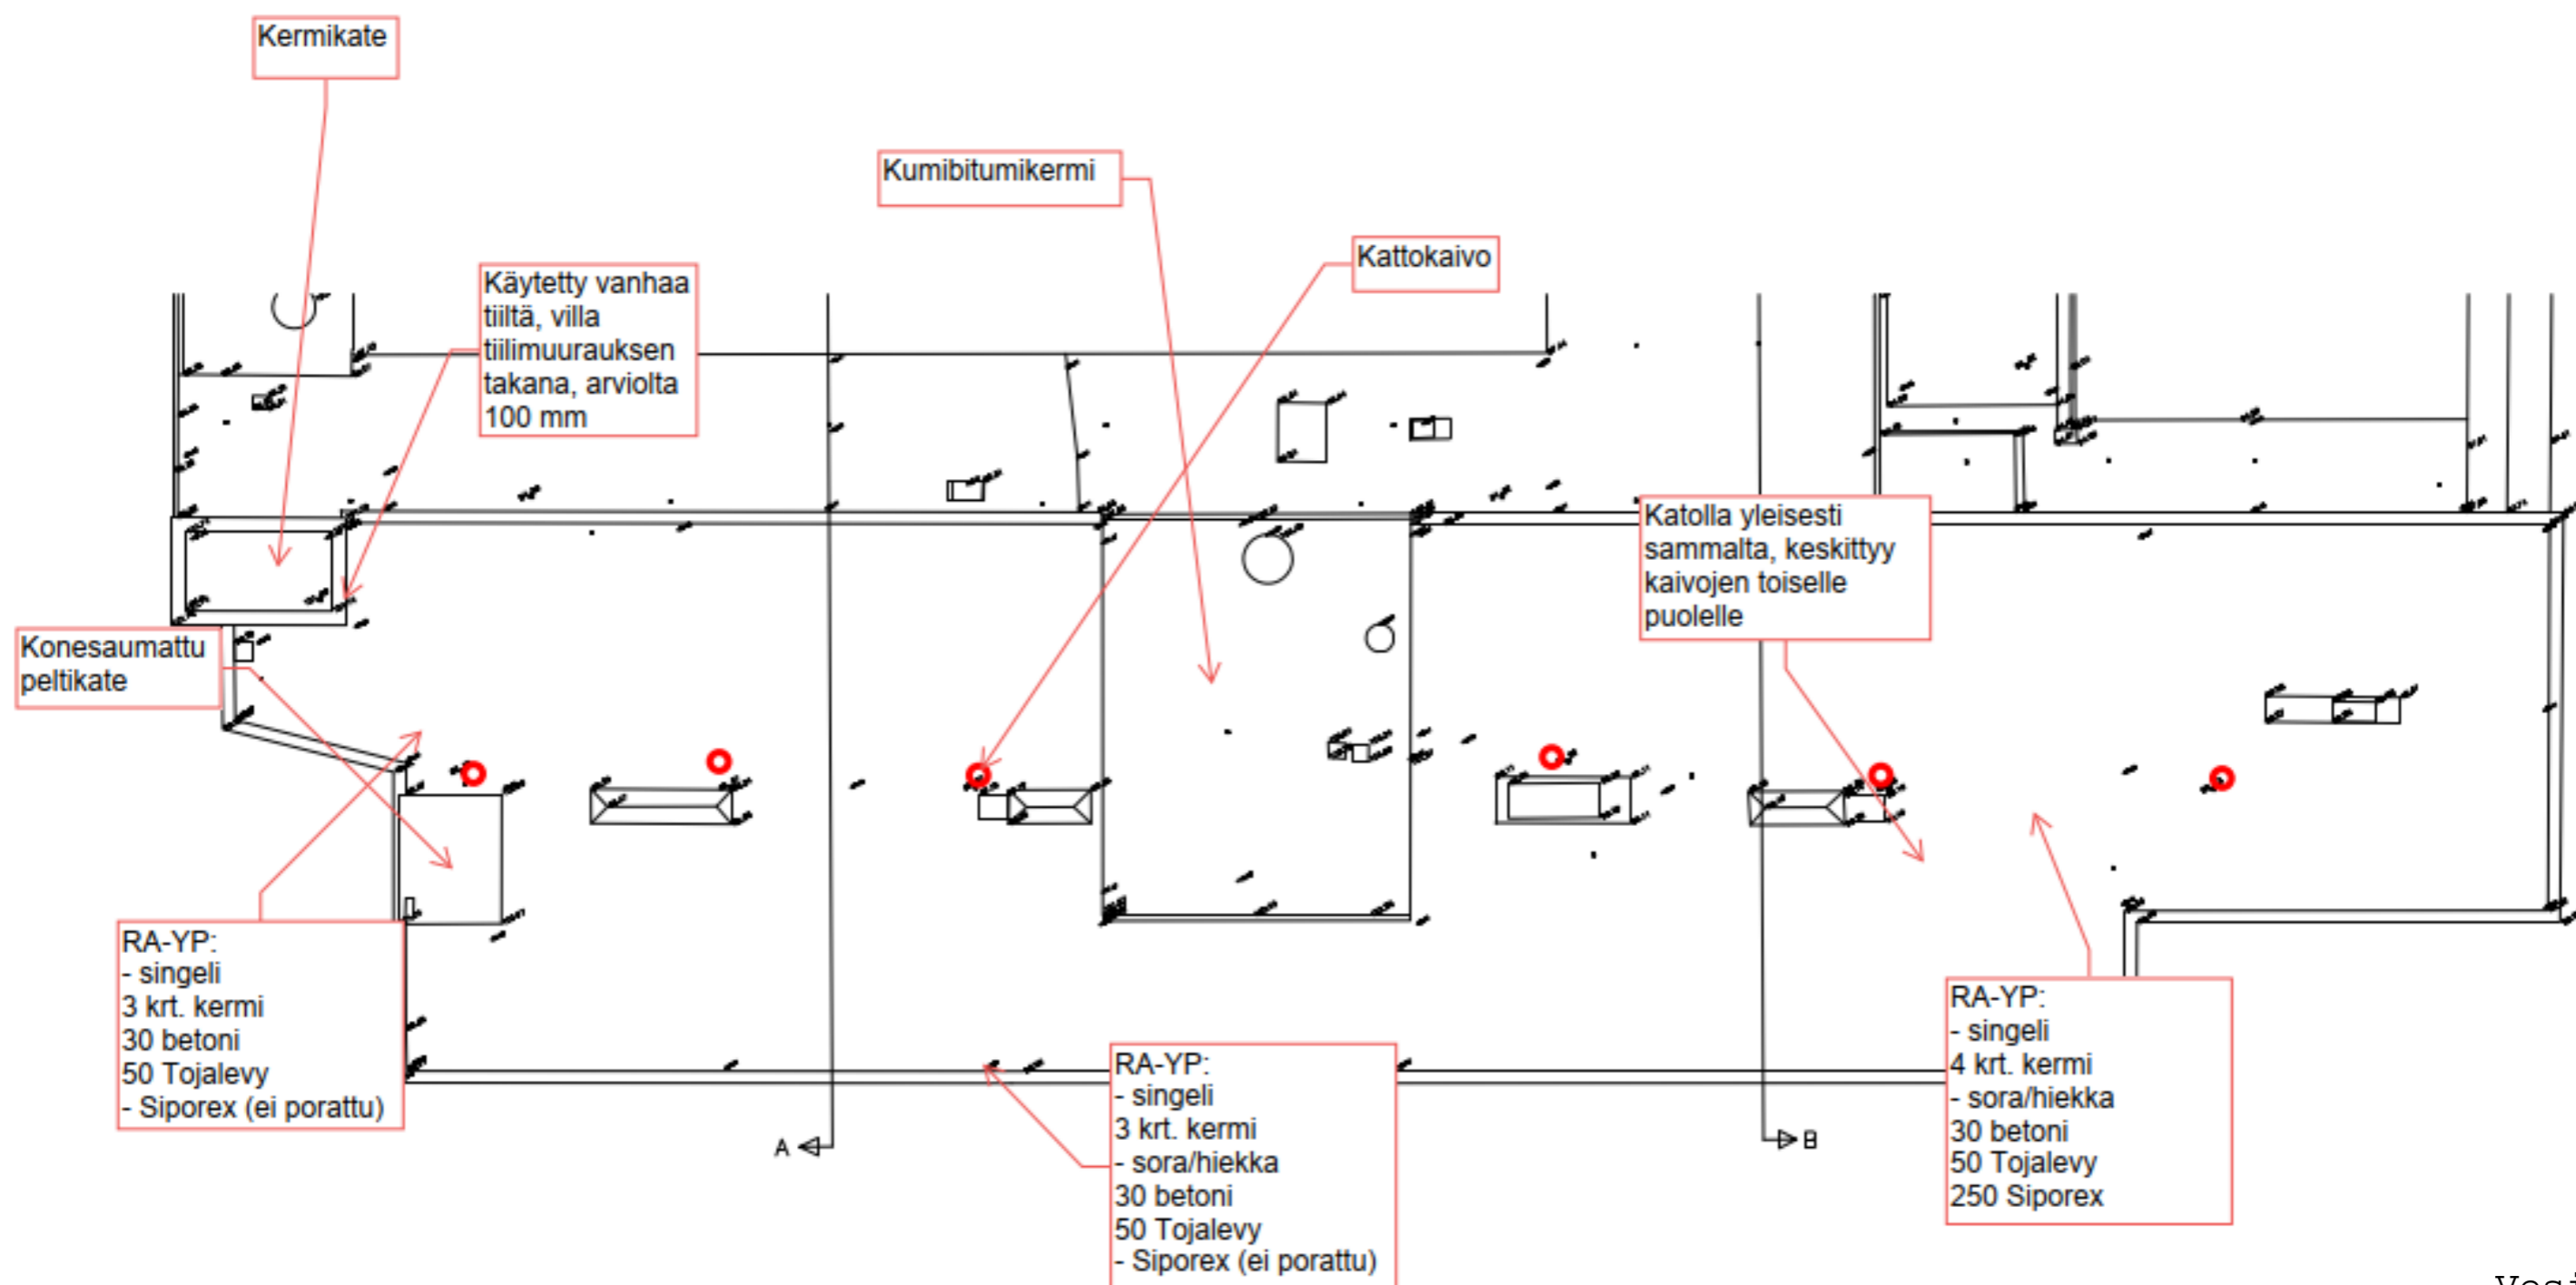 Kermikate
Kumibitumikermi
Kattokaivo
Käytetty vanhaa
tiiltä, villa
tiilimuurauksen
takana, arviolta
100 mm
Katolla yleisesti
sammalta, keskittyy
kaivojen toiselle
puolelle
Konesaumattu
peltikate
RA-YP:
- singeli
3 krt. kermi
30 betoni
50 Tojalevy
- Siporex (ei porattu)
A
RA-YP:
- singeli
3 krt. kermi
- sora/hiekka
30 betoni
50 Tojalevy
- Siporex (ei porattu)
B
RA-YP:
- singeli
4 krt. kermi
- sora/hiekka
30 betoni
50 Tojalevy
250 Siporex